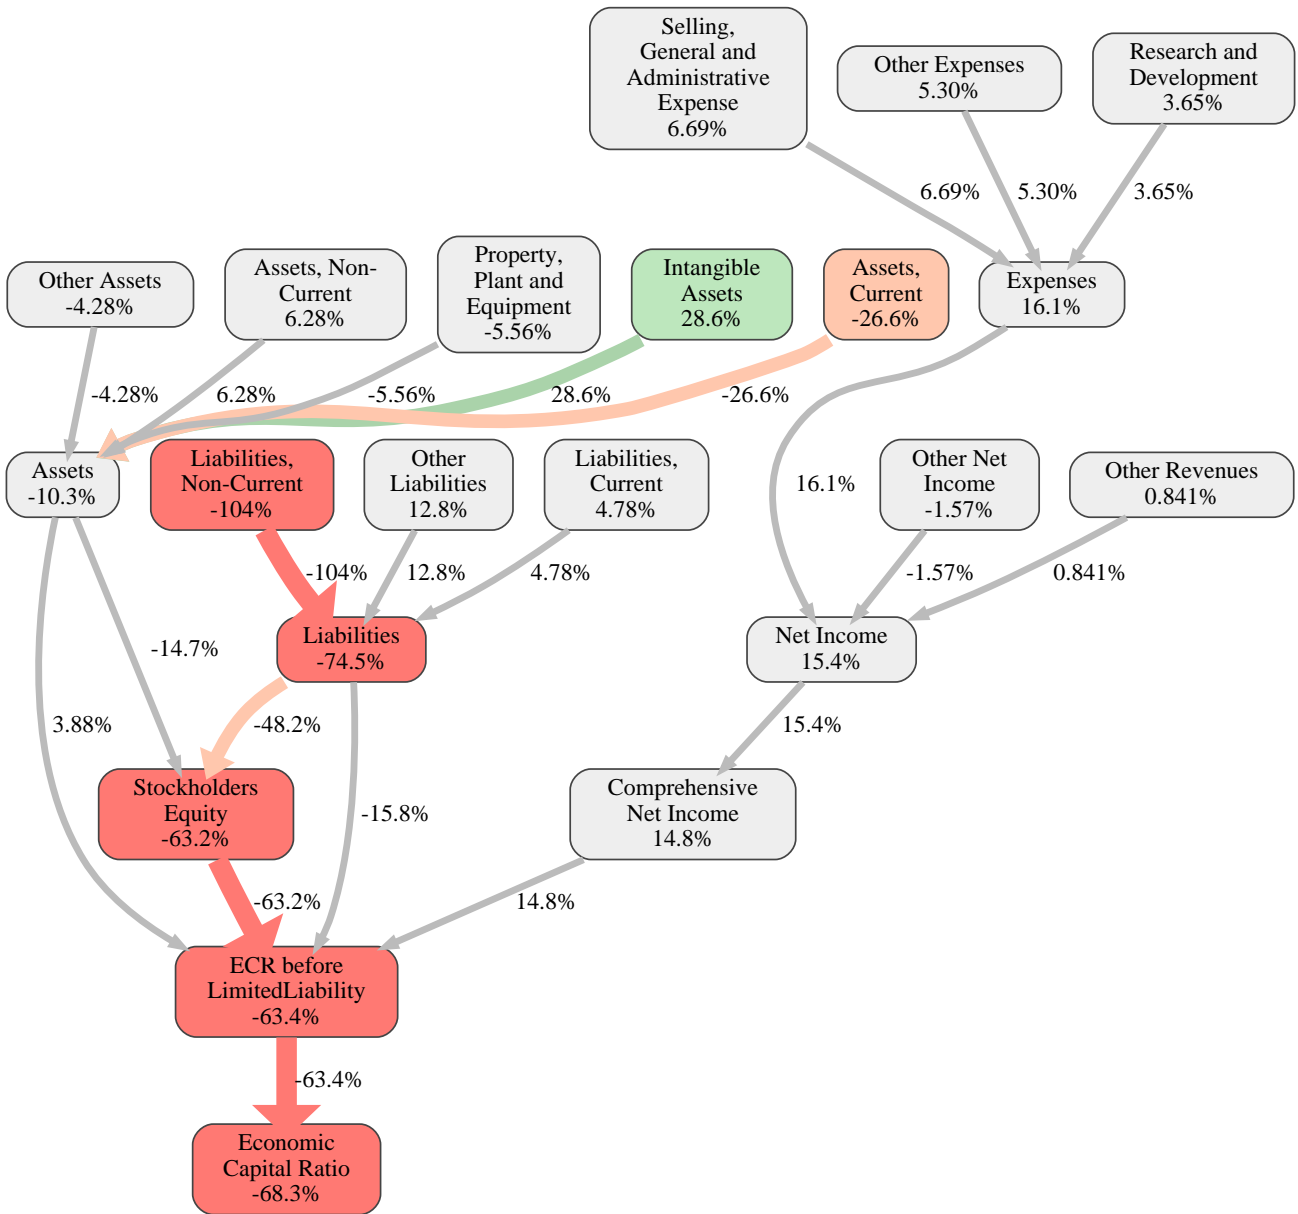 Selling,
General and
Administrative
Expense
6.69%
Other Expenses
5.30%
Research and
Development
3.65%
6.69%
5.30%
3.65%
Other Assets
-4.28%
Assets, Non-
Current
6.28%
Property,
Plant and
Equipment
-5.56%
Intangible
Assets
28.6%
Assets,
Current
-26.6%
Expenses
16.1%
-4.28%
6.28%
-5.56%
28.6%
-26.6%
Assets
-10.3%
Liabilities,
Non-Current
-104%
Other
Liabilities
12.8%
Liabilities,
Current
4.78%
16.1%
Other Net
Income
-1.57%
Other Revenues
0.841%
-104%
12.8%
4.78%
-1.57%
0.841%
-14.7%
Liabilities
-74.5%
Net Income
15.4%
3.88%
-48.2%
15.4%
Stockholders
Equity
-63.2%
-15.8%
Comprehensive
Net Income
14.8%
-63.2%
14.8%
ECR before
LimitedLiability
-63.4%
-63.4%
Economic
Capital Ratio
-68.3%